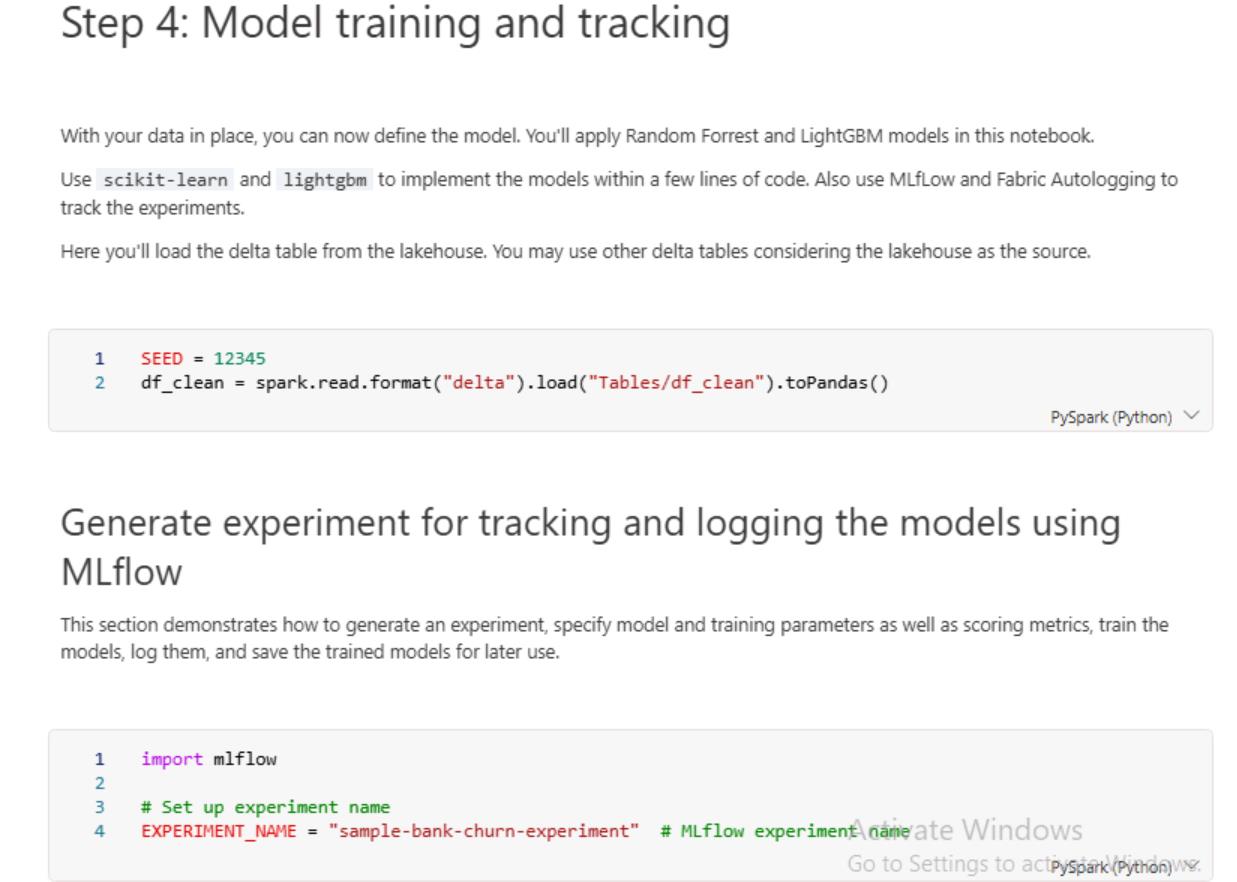 Step 4: Model training and tracking
With your data in place, you can now define the model. You'll apply Random Forrest and LightGBM models in this notebook.
Use scikit-learn and lightgbm to implement the models within a few lines of code. Also use MLfLow and Fabric Autologging to
track the experiments.
Here you'll load the delta table from the lakehouse. You may use other delta tables considering the lakehouse as the source.
1 SEED = 12345
2 df_clean = spark.read.format("delta").load("Tables/df_clean").toPandas()
PySpark (Python)
Generate experiment for tracking and logging the models using
MLflow
This section demonstrates how to generate an experiment, specify model and training parameters as well as scoring metrics, train the
models, log them, and save the trained models for later use.
1 import mlflow
2
3 # Set up experiment name
4 EXPERIMENT_NAME = "sample-bank-churn-experiment" # MLflow experiment name
Activate Windows
Go to Settings to activate Windows.
PySpark (Python)